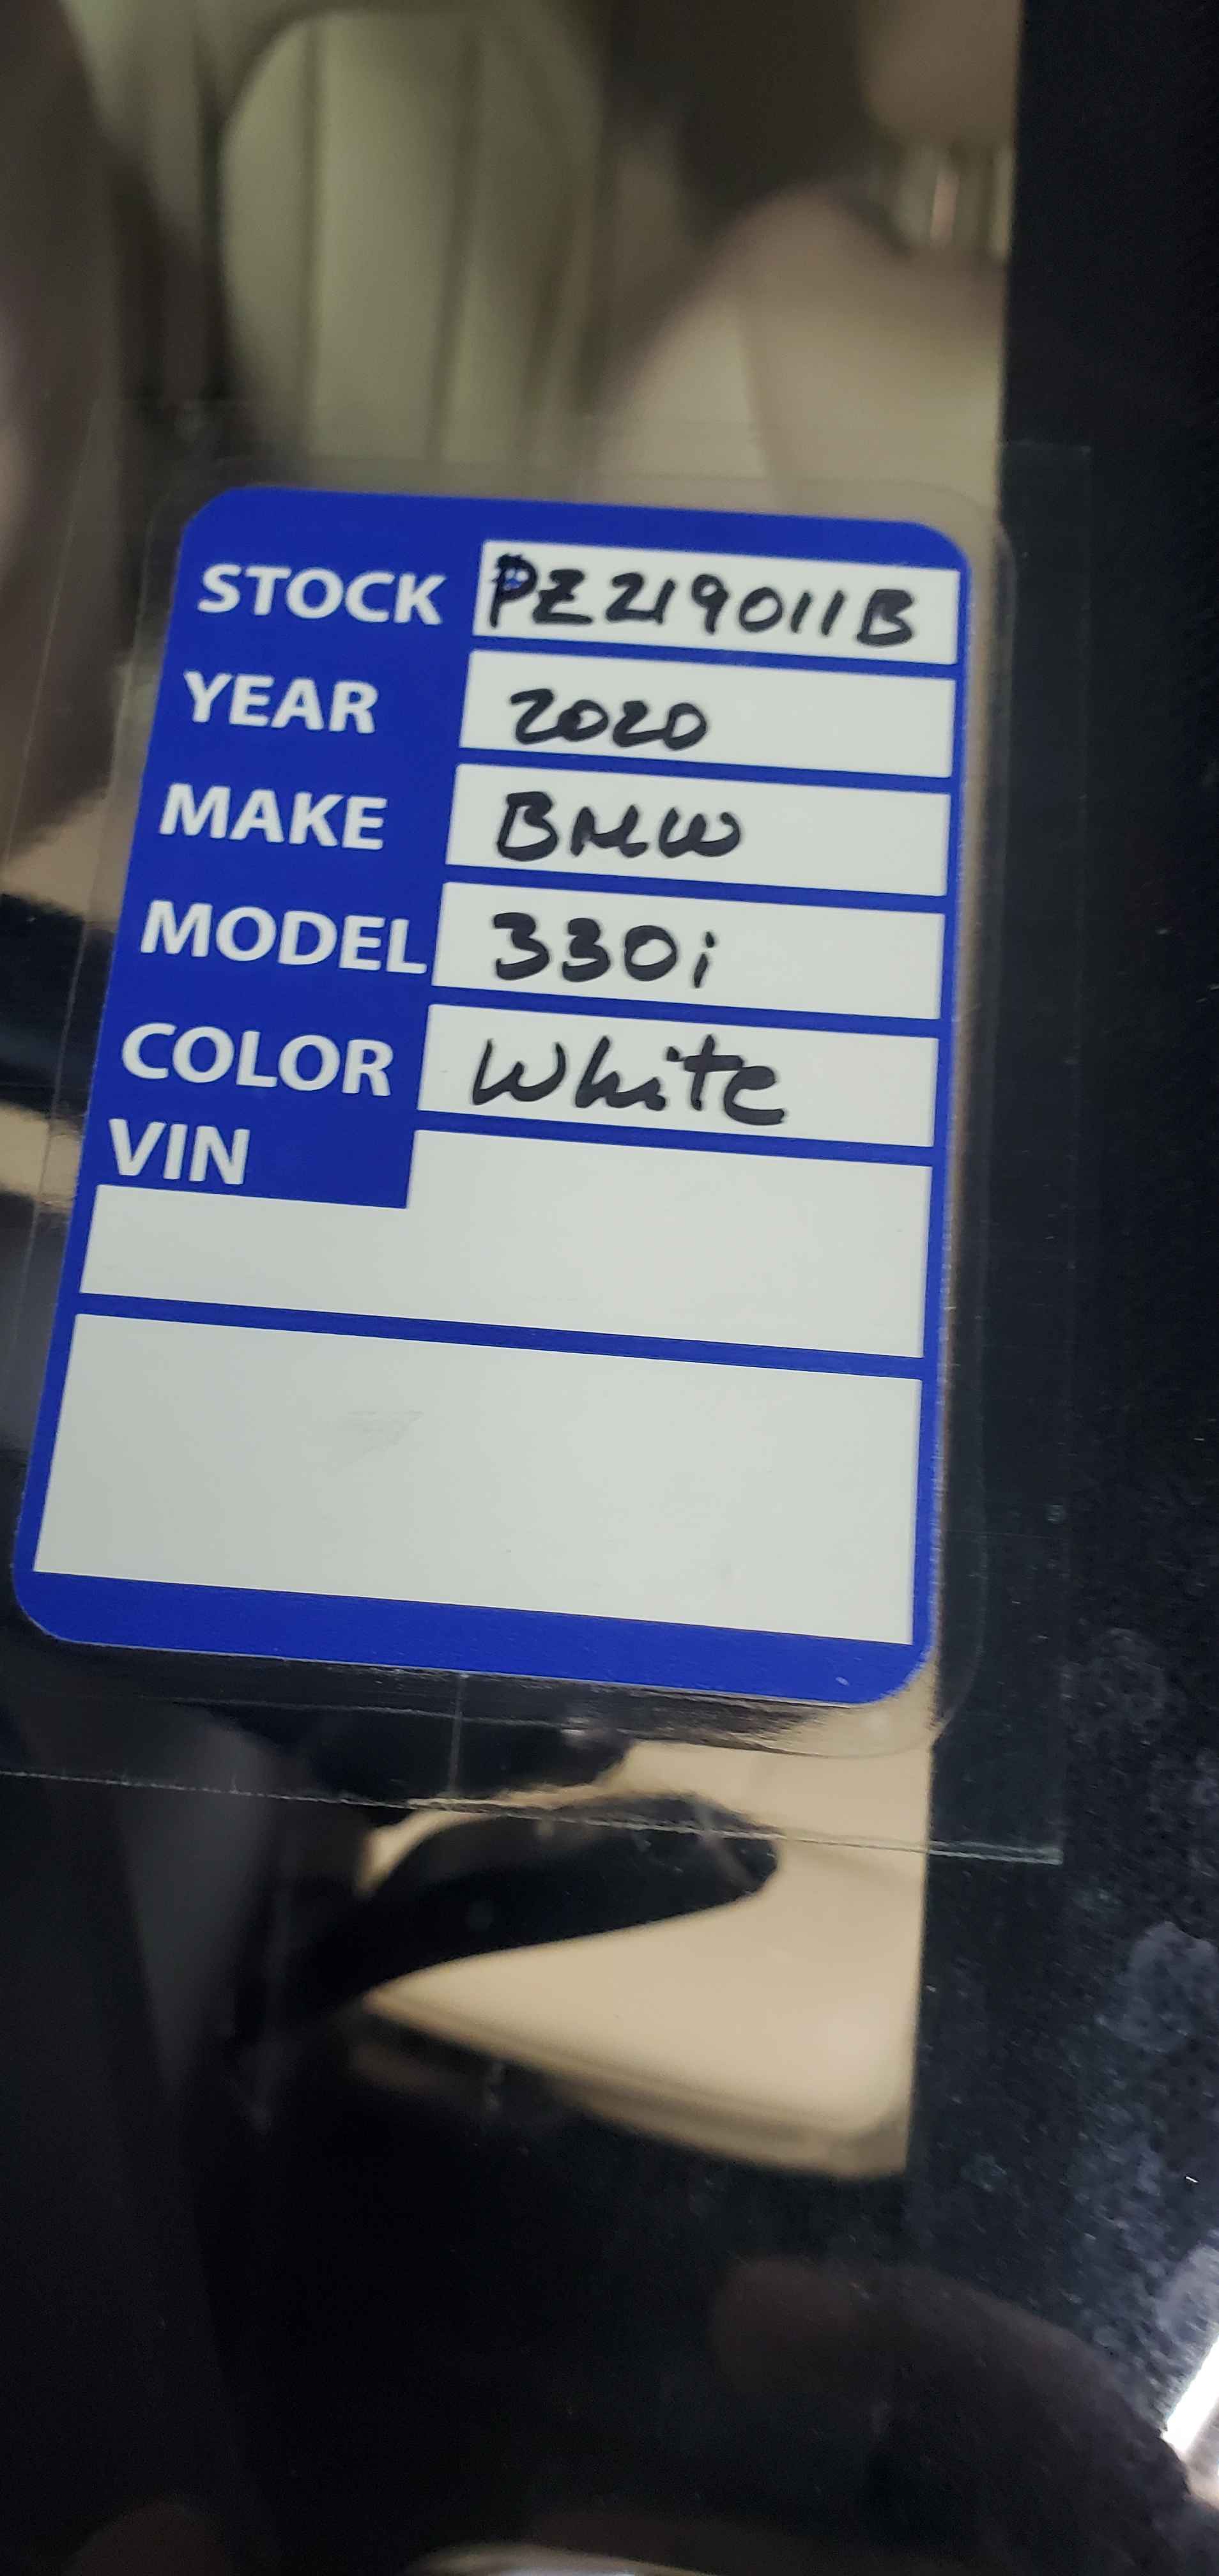 STOCK PZ219011B
YEAR 2020
MAKE BMW
MODEL 330i
COLOR White
VIN